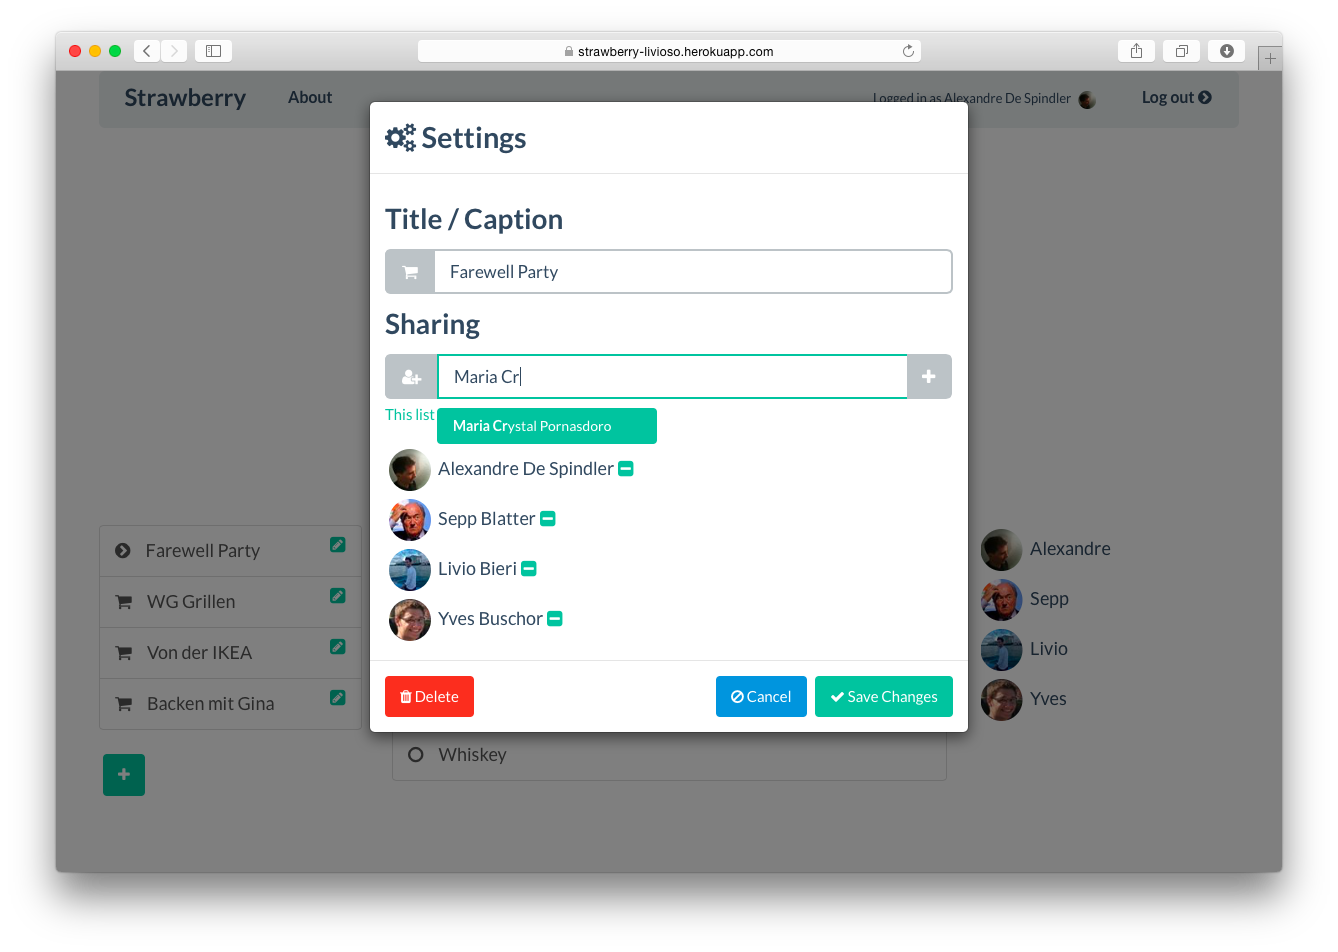 strawberry-livioso.herokuapp.com
Strawberry
About
Logged in as Alexandre De Spindler
Log out
Settings
Title / Caption
Farewell Party
Sharing
Maria Cr
This list
Maria Crystal Pornasdoro
Alexandre De Spindler
Sepp Blatter
Livio Bieri
Yves Buschor
Delete
Cancel
Save Changes
Farewell Party
WG Grillen
Von der IKEA
Backen mit Gina
Whiskey
Alexandre
Sepp
Livio
Yves